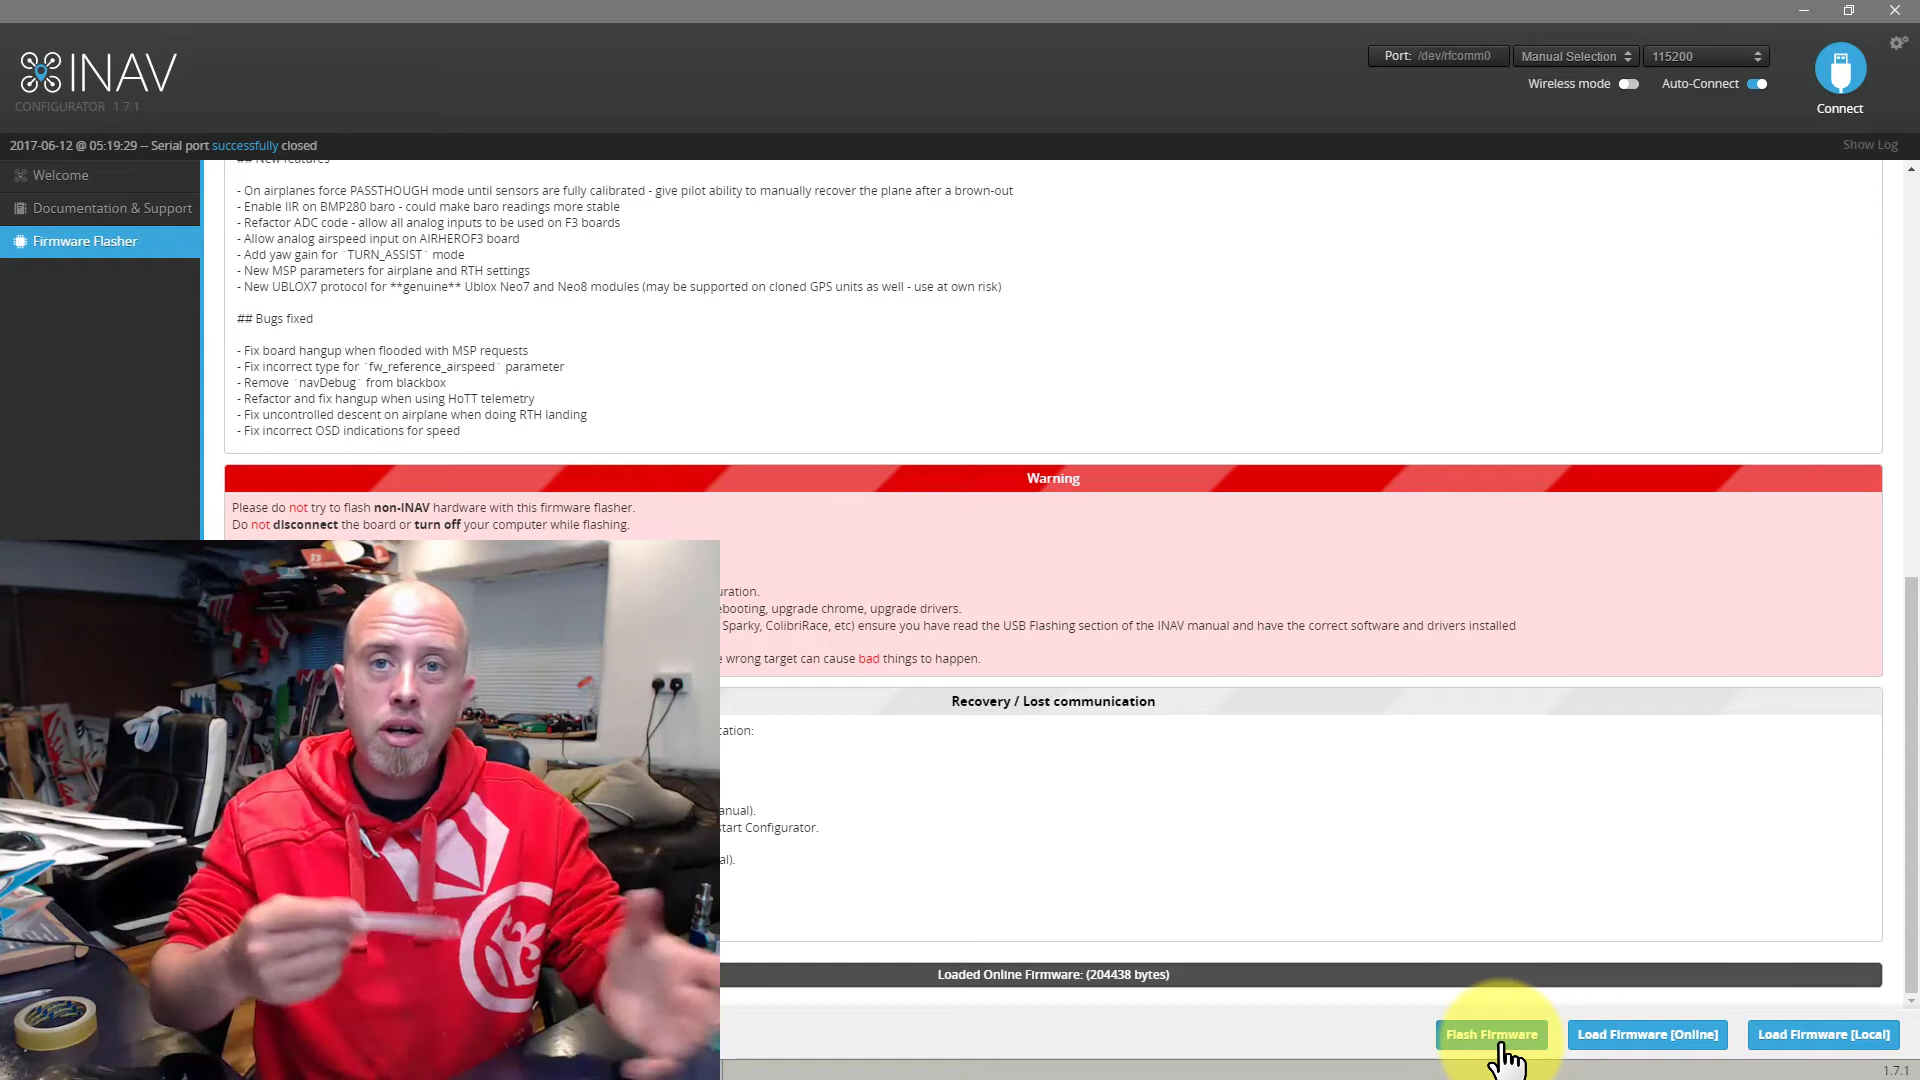 INAV
CONFIGURATOR 1.7.1
Port: /dev/rfcomm0
Manual Selection
115200
Wireless mode
Auto-Connect
Connect
2017-06-12 @ 05:19:29 -- Serial port successfully closed
Show Log
Welcome
Documentation & Support
Firmware Flasher
## New features
- On airplanes force PASSTHOUGH mode until sensors are fully calibrated - give pilot ability to manually recover the plane after a brown-out
- Enable IIR on BMP280 baro - could make baro readings more stable
- Refactor ADC code - allow all analog inputs to be used on F3 boards
- Allow analog airspeed input on AIRHEROF3 board
- Add yaw gain for `TURN_ASSIST` mode
- New MSP parameters for airplane and RTH settings
- New UBLOX7 protocol for **genuine** Ublox Neo7 and Neo8 modules (may be supported on cloned GPS units as well - use at own risk)
## Bugs fixed
- Fix board hangup when flooded with MSP requests
- Fix incorrect type for `fw_reference_airspeed` parameter
- Remove `navDebug` from blackbox
- Refactor and fix hangup when using HoTT telemetry
- Fix uncontrolled descent on airplane when doing RTH landing
- Fix incorrect OSD indications for speed
Warning
Please do not try to flash non-INAV hardware with this firmware flasher.
Do not disconnect the board or turn off your computer while flashing.
uration.
ebooting, upgrade chrome, upgrade drivers.
Sparky, ColibriRace, etc) ensure you have read the USB Flashing section of the INAV manual and have the correct software and drivers installed
e wrong target can cause bad things to happen.
Recovery / Lost communication
cation:
anual).
start Configurator.
al).
Loaded Online Firmware: (204438 bytes)
Flash Firmware
Load Firmware [Online]
Load Firmware [Local]
1.7.1